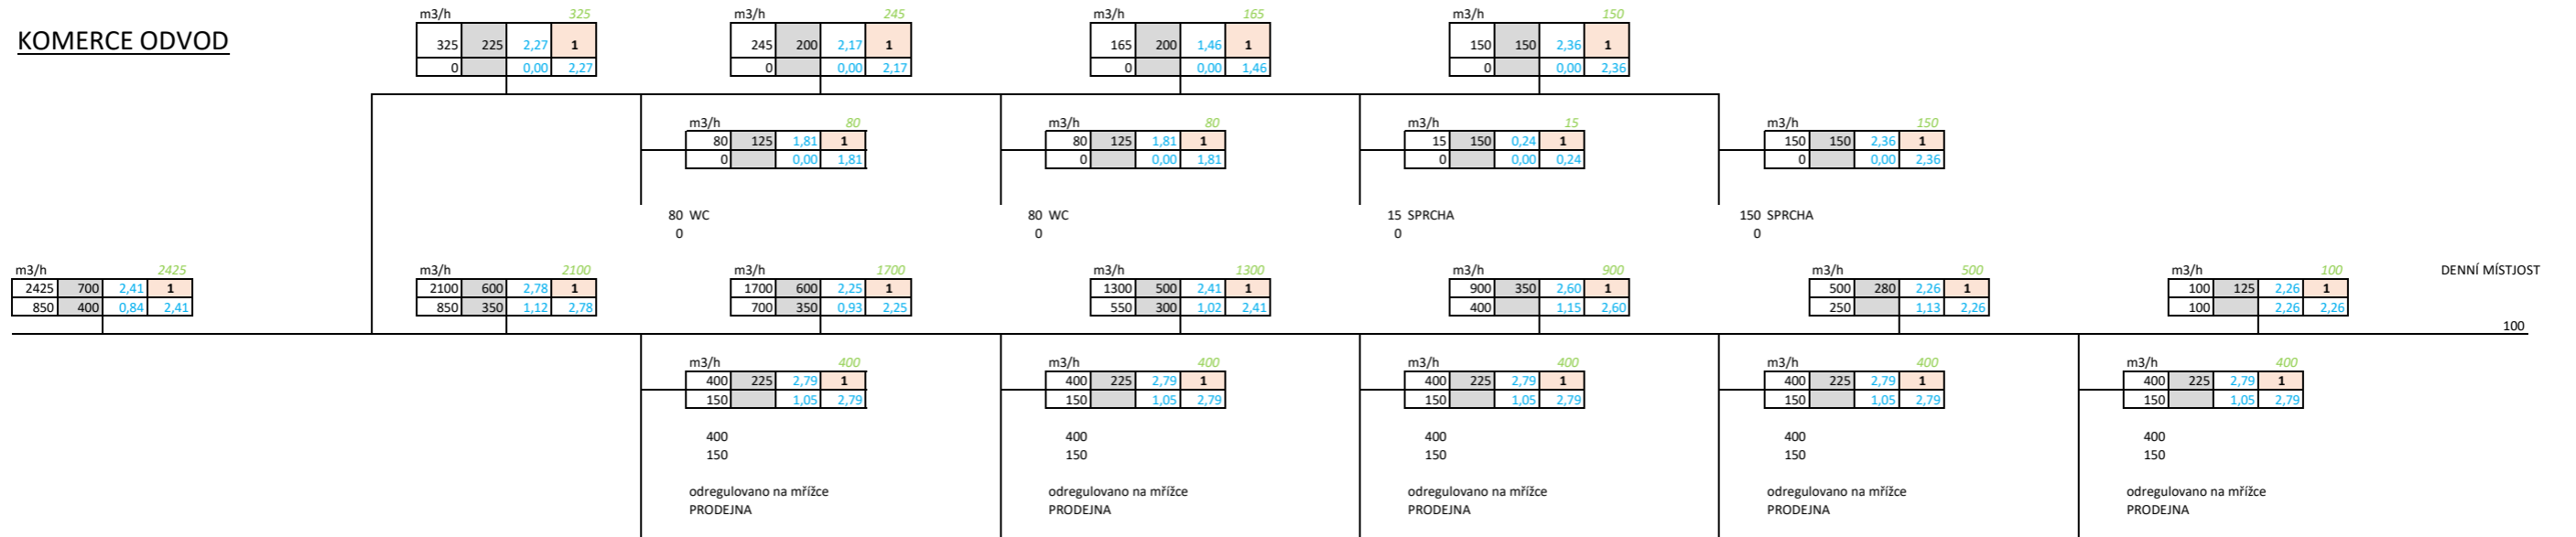 KOMERCE ODVOD
m3/h 325
325 225 2,27 1
0 0,00 2,27
m3/h 245
245 200 2,17 1
0 0,00 2,17
m3/h 165
165 200 1,46 1
0 0,00 1,46
m3/h 150
150 150 2,36 1
0 0,00 2,36
m3/h 80
80 125 1,81 1
0 0,00 1,81
80 WC
0
m3/h 80
80 125 1,81 1
0 0,00 1,81
80 WC
0
m3/h 15
15 150 0,24 1
0 0,00 0,24
15 SPRCHA
0
m3/h 150
150 150 2,36 1
0 0,00 2,36
150 SPRCHA
0
m3/h 2425
2425 700 2,41 1
850 400 0,84 2,41
m3/h 2100
2100 600 2,78 1
850 350 1,12 2,78
m3/h 1700
1700 600 2,25 1
700 350 0,93 2,25
m3/h 1300
1300 500 2,41 1
550 300 1,02 2,41
m3/h 900
900 350 2,60 1
400 1,15 2,60
m3/h 500
500 280 2,26 1
250 1,13 2,26
m3/h 100
100 125 2,26 1
100 2,26 2,26
DENNÍ MÍSTJOST
100
m3/h 400
400 225 2,79 1
150 1,05 2,79
400
150
odregulovano na mřížce
PRODEJNA
m3/h 400
400 225 2,79 1
150 1,05 2,79
400
150
odregulovano na mřížce
PRODEJNA
m3/h 400
400 225 2,79 1
150 1,05 2,79
400
150
odregulovano na mřížce
PRODEJNA
m3/h 400
400 225 2,79 1
150 1,05 2,79
400
150
odregulovano na mřížce
PRODEJNA
m3/h 400
400 225 2,79 1
150 1,05 2,79
400
150
odregulovano na mřížce
PRODEJNA